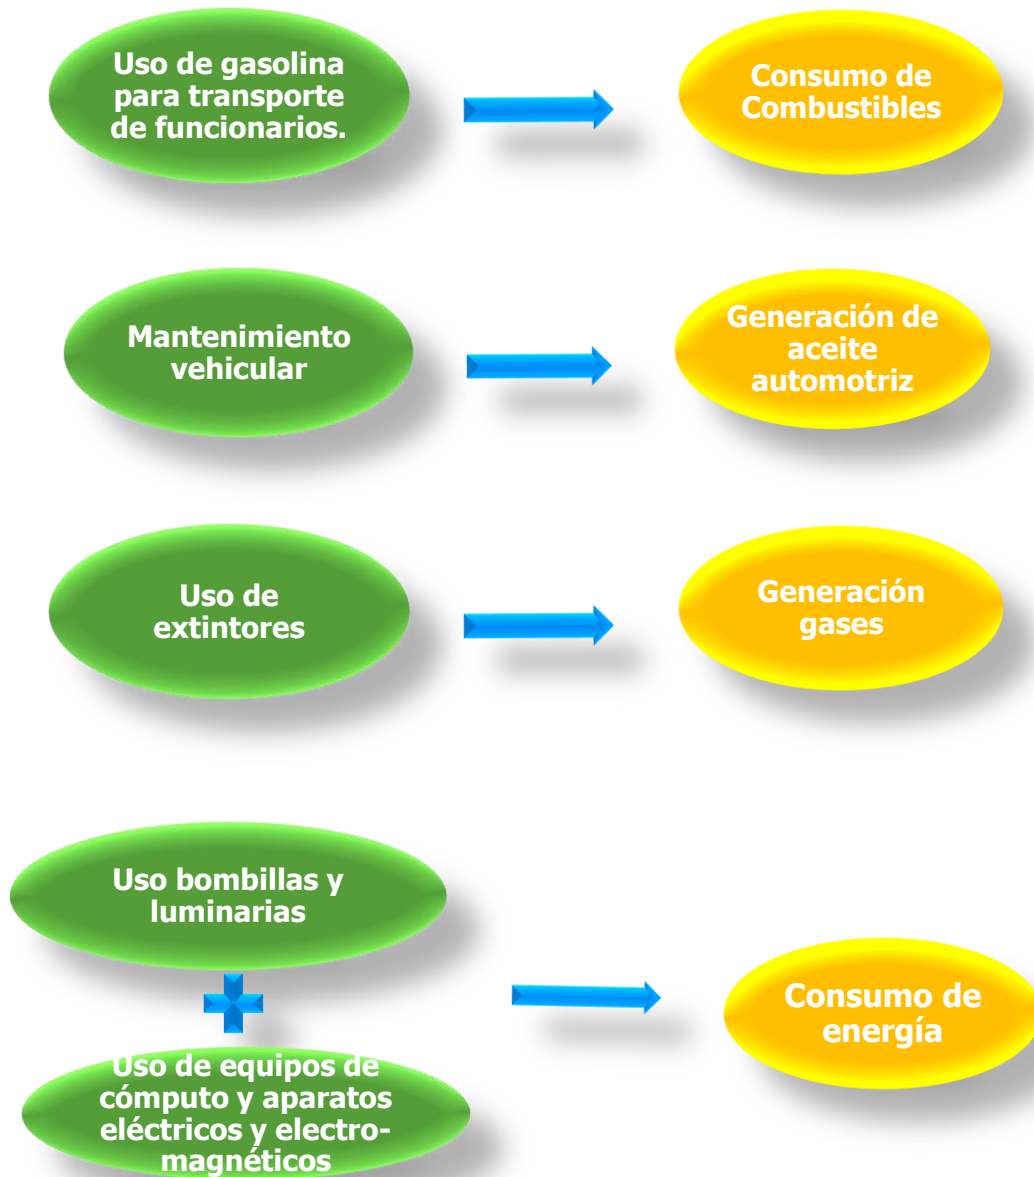 Uso de gasolina
para transporte
de funcionarios.
Consumo de
Combustibles
Mantenimiento
vehicular
Generación de
aceite
automotriz
Uso de
extintores
Generación
gases
Uso bombillas y
luminarias
Uso de equipos de
cómputo y aparatos
eléctricos y electro-
magnéticos
Consumo de
energía